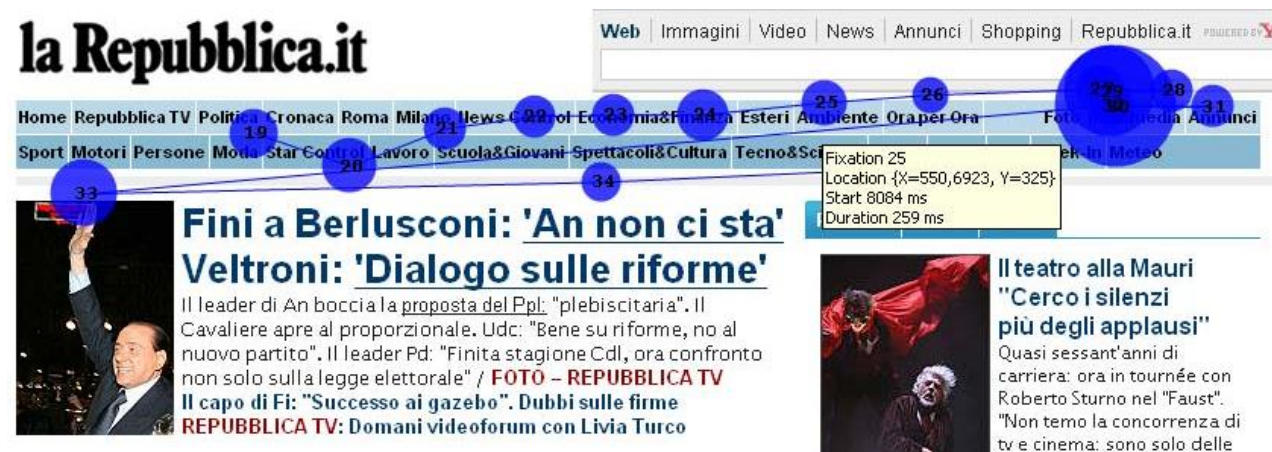 la Repubblica.it
Web Immagini Video News Annunci Shopping Repubblica.it POWERED BY Y
Home Repubblica TV Politica Cronaca Roma Milano News Control Economia&Finanza Esteri Ambiente Ora per Ora Foto Multimedia Annunci
Sport Motori Persone Moda Star Control Lavoro Scuola&Giovani Spettacoli&Cultura Tecno&Sci Meteo
19 20 21 22 23 24 25 26 28 31 33 34
Fixation 25
Location {X=550,6923, Y=325}
Start 8084 ms
Duration 259 ms
Fini a Berlusconi: 'An non ci sta'
Veltroni: 'Dialogo sulle riforme'
Il leader di An boccia la proposta del Ppl: "plebiscitaria". Il
Cavaliere apre al proporzionale. Udc: "Bene su riforme, no al
nuovo partito". Il leader Pd: "Finita stagione Cdl, ora confronto
non solo sulla legge elettorale" / FOTO – REPUBBLICA TV
Il capo di Fi: "Successo ai gazebo". Dubbi sulle firme
REPUBBLICA TV: Domani videoforum con Livia Turco
Il teatro alla Mauri
"Cerco i silenzi
più degli applausi"
Quasi sessant'anni di
carriera: ora in tournée con
Roberto Sturno nel "Faust".
"Non temo la concorrenza di
tv e cinema: sono solo delle